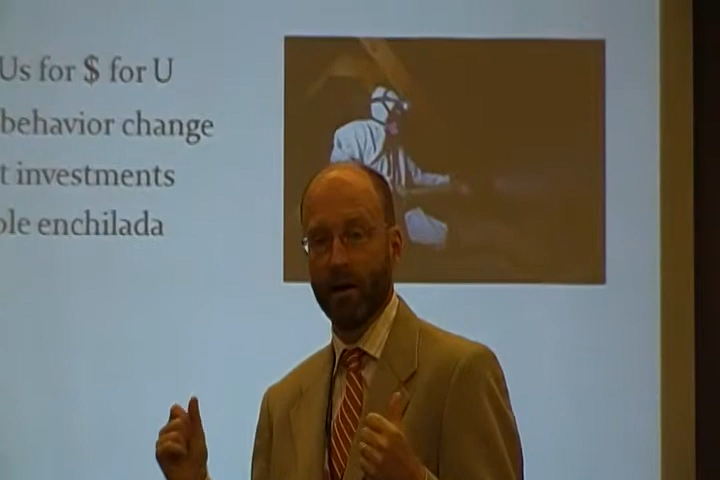 Us for $ for U
behavior change
t investments
ole enchilada